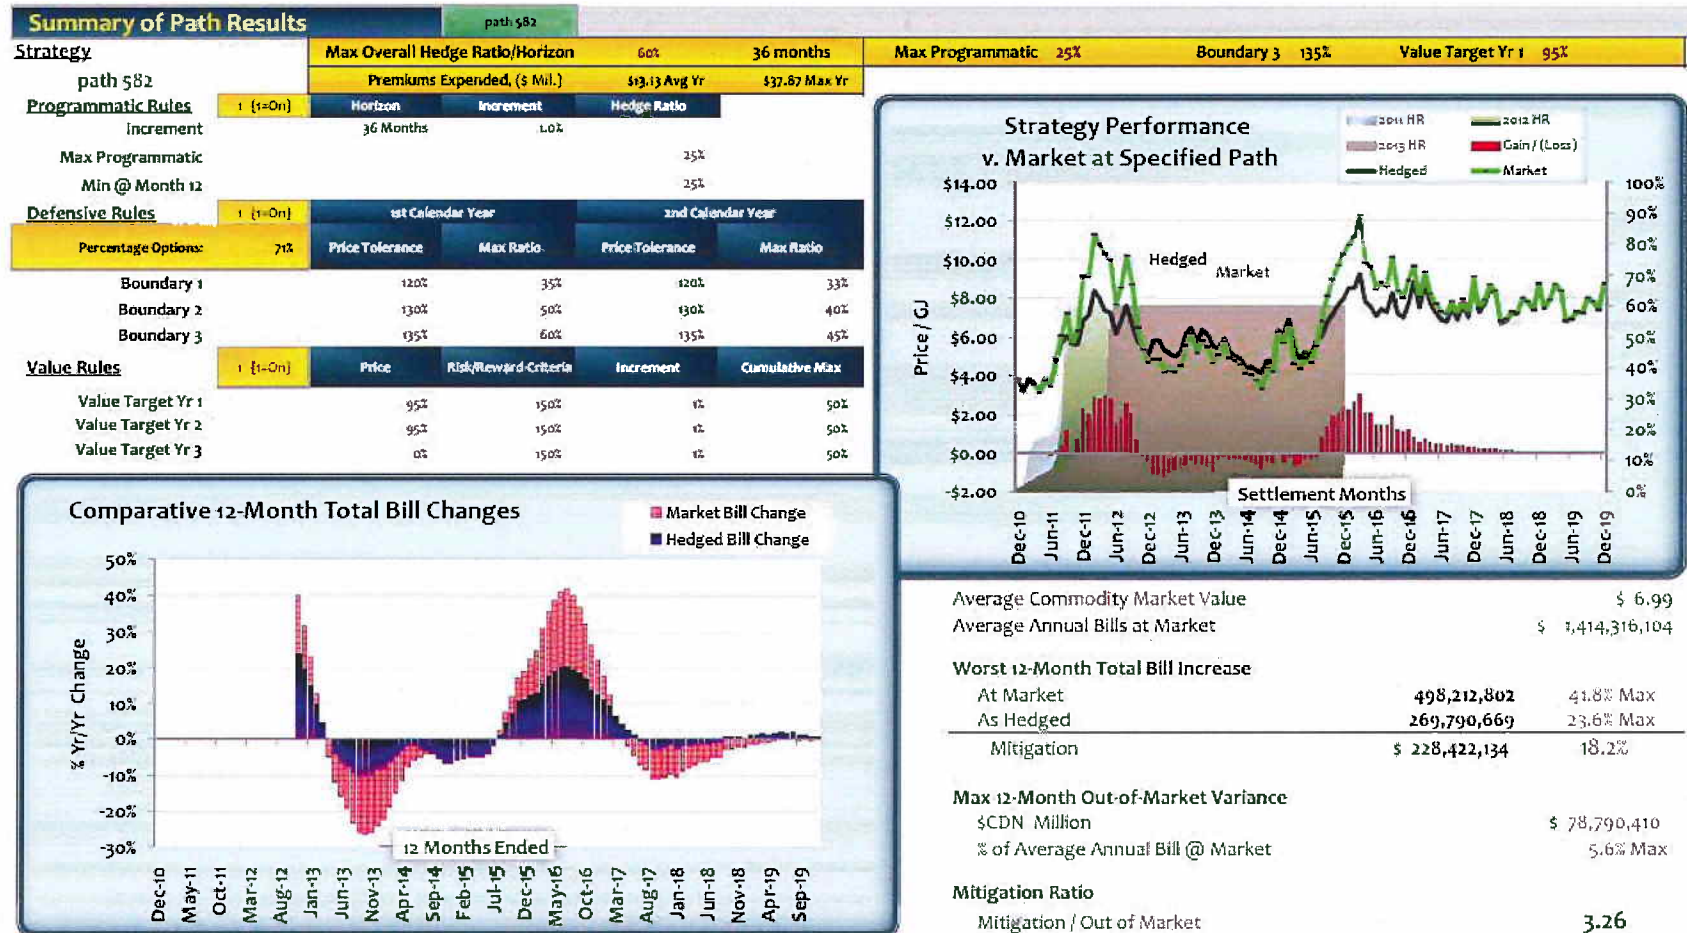 Summary of Path Results
path 582
Strategy
Max Overall Hedge Ratio/Horizon 60% 36 months Max Programmatic 25% Boundary 3 135% Value Target Yr 1 95%
path 582
Premiums Expended, ($ Mil.) $13.13 Avg Yr $37.87 Max Yr
Programmatic Rules 1 {1=On} Horizon Increment Hedge Ratio
Increment 36 Months 1.0%
Max Programmatic 25%
Min @ Month 12 25%
Defensive Rules 1 {1=On} 1st Calendar Year 2nd Calendar Year
Percentage Options: 71% Price Tolerance Max Ratio Price Tolerance Max Ratio
Boundary 1 120% 35% 120% 33%
Boundary 2 130% 50% 130% 40%
Boundary 3 135% 60% 135% 45%
Value Rules 1 {1=On} Price Risk/Reward Criteria Increment Cumulative Max
Value Target Yr 1 95% 150% 1% 50%
Value Target Yr 2 95% 150% 1% 50%
Value Target Yr 3 0% 150% 1% 50%
Strategy Performance
v. Market at Specified Path
2011 HR 2012 HR
2013 HR Gain / (Loss)
Hedged Market
$14.00 100%
$12.00 90%
80%
$10.00 Hedged Market 70%
$8.00 60%
$6.00 50%
$4.00 40%
30%
$2.00 20%
$0.00 10%
-$2.00 0%
Price / GJ
Settlement Months
Dec-10 Jun-11 Dec-11 Jun-12 Dec-12 Jun-13 Dec-13 Jun-14 Dec-14 Jun-15 Dec-15 Jun-16 Dec-16 Jun-17 Dec-17 Jun-18 Dec-18 Jun-19 Dec-19
Comparative 12-Month Total Bill Changes
Market Bill Change
Hedged Bill Change
50%
40%
30%
20%
10%
0%
-10%
-20%
-30%
% Yr/Yr Change
12 Months Ended
Dec-10 May-11 Oct-11 Mar-12 Aug-12 Jan-13 Jun-13 Nov-13 Apr-14 Sep-14 Feb-15 Jul-15 Dec-15 May-16 Oct-16 Mar-17 Aug-17 Jan-18 Jun-18 Nov-18 Apr-19 Sep-19
Average Commodity Market Value $ 6.99
Average Annual Bills at Market $ 1,414,316,104
Worst 12-Month Total Bill Increase
At Market 498,212,802 41.8% Max
As Hedged 269,790,669 23.6% Max
Mitigation $ 228,422,134 18.2%
Max 12-Month Out-of-Market Variance
$CDN Million $ 78,790,410
% of Average Annual Bill @ Market 5.6% Max
Mitigation Ratio
Mitigation / Out of Market 3.26